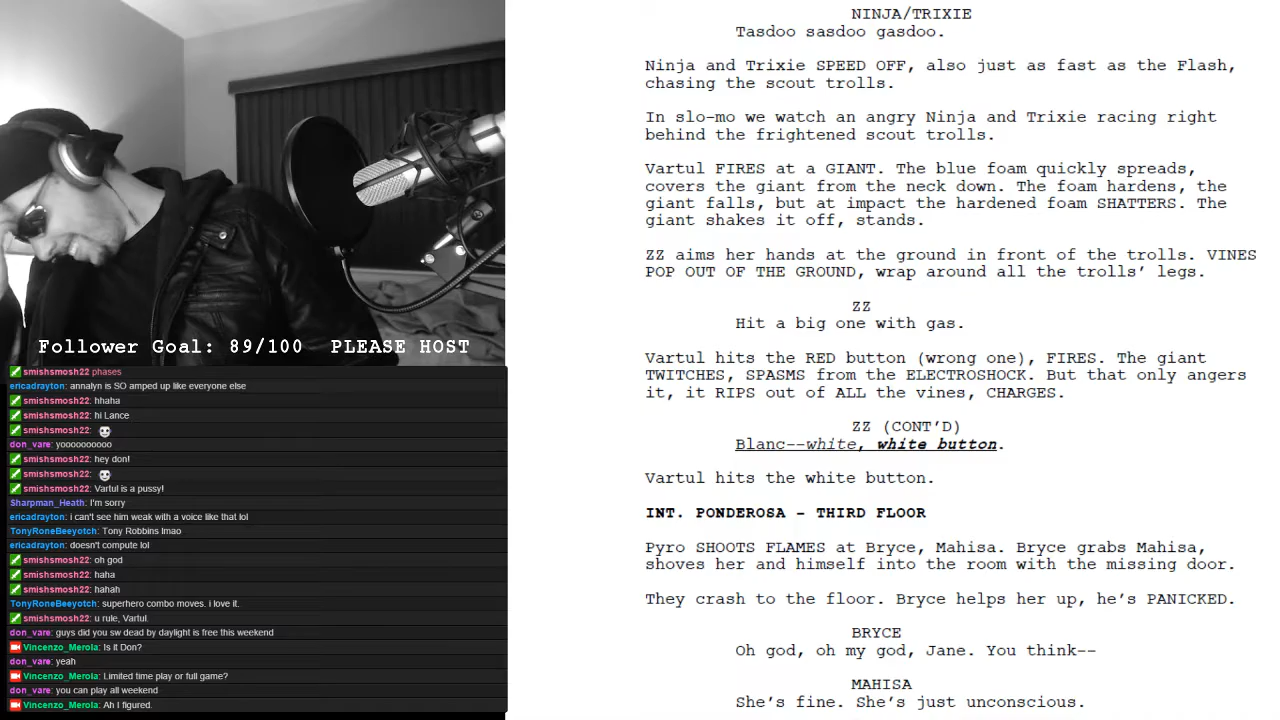 Follower Goal: 89/100 PLEASE HOST
smishsmosh22 phases
ericadrayton: annalyn is SO amped up like everyone else
smishsmosh22: hhaha
smishsmosh22: hi Lance
smishsmosh22:
don_vare: yoooooooooo
smishsmosh22: hey don!
smishsmosh22:
smishsmosh22: Vartul is a pussy!
Sharpman_Heath: I'm sorry
ericadrayton: i can't see him weak with a voice like that lol
TonyRoneBeeyotch: Tony Robbins lmao
ericadrayton: doesn't compute lol
smishsmosh22: oh god
smishsmosh22: haha
smishsmosh22: hahah
TonyRoneBeeyotch: superhero combo moves. i love it.
smishsmosh22: u rule, Vartul.
don_vare: guys did you sw dead by daylight is free this weekend
Vincenzo_Merola: Is it Don?
don_vare: yeah
Vincenzo_Merola: Limited time play or full game?
don_vare: you can play all weekend
Vincenzo_Merola: Ah I figured.
NINJA/TRIXIE
Tasdoo sasdoo gasdoo.
Ninja and Trixie SPEED OFF, also just as fast as the Flash,
chasing the scout trolls.
In slo-mo we watch an angry Ninja and Trixie racing right
behind the frightened scout trolls.
Vartul FIRES at a GIANT. The blue foam quickly spreads,
covers the giant from the neck down. The foam hardens, the
giant falls, but at impact the hardened foam SHATTERS. The
giant shakes it off, stands.
ZZ aims her hands at the ground in front of the trolls. VINES
POP OUT OF THE GROUND, wrap around all the trolls' legs.
ZZ
Hit a big one with gas.
Vartul hits the RED button (wrong one), FIRES. The giant
TWITCHES, SPASMS from the ELECTROSHOCK. But that only angers
it, it RIPS out of ALL the vines, CHARGES.
ZZ (CONT'D)
Blanc--white, white button.
Vartul hits the white button.
INT. PONDEROSA - THIRD FLOOR
Pyro SHOOTS FLAMES at Bryce, Mahisa. Bryce grabs Mahisa,
shoves her and himself into the room with the missing door.
They crash to the floor. Bryce helps her up, he's PANICKED.
BRYCE
Oh god, oh my god, Jane. You think--
MAHISA
She's fine. She's just unconscious.